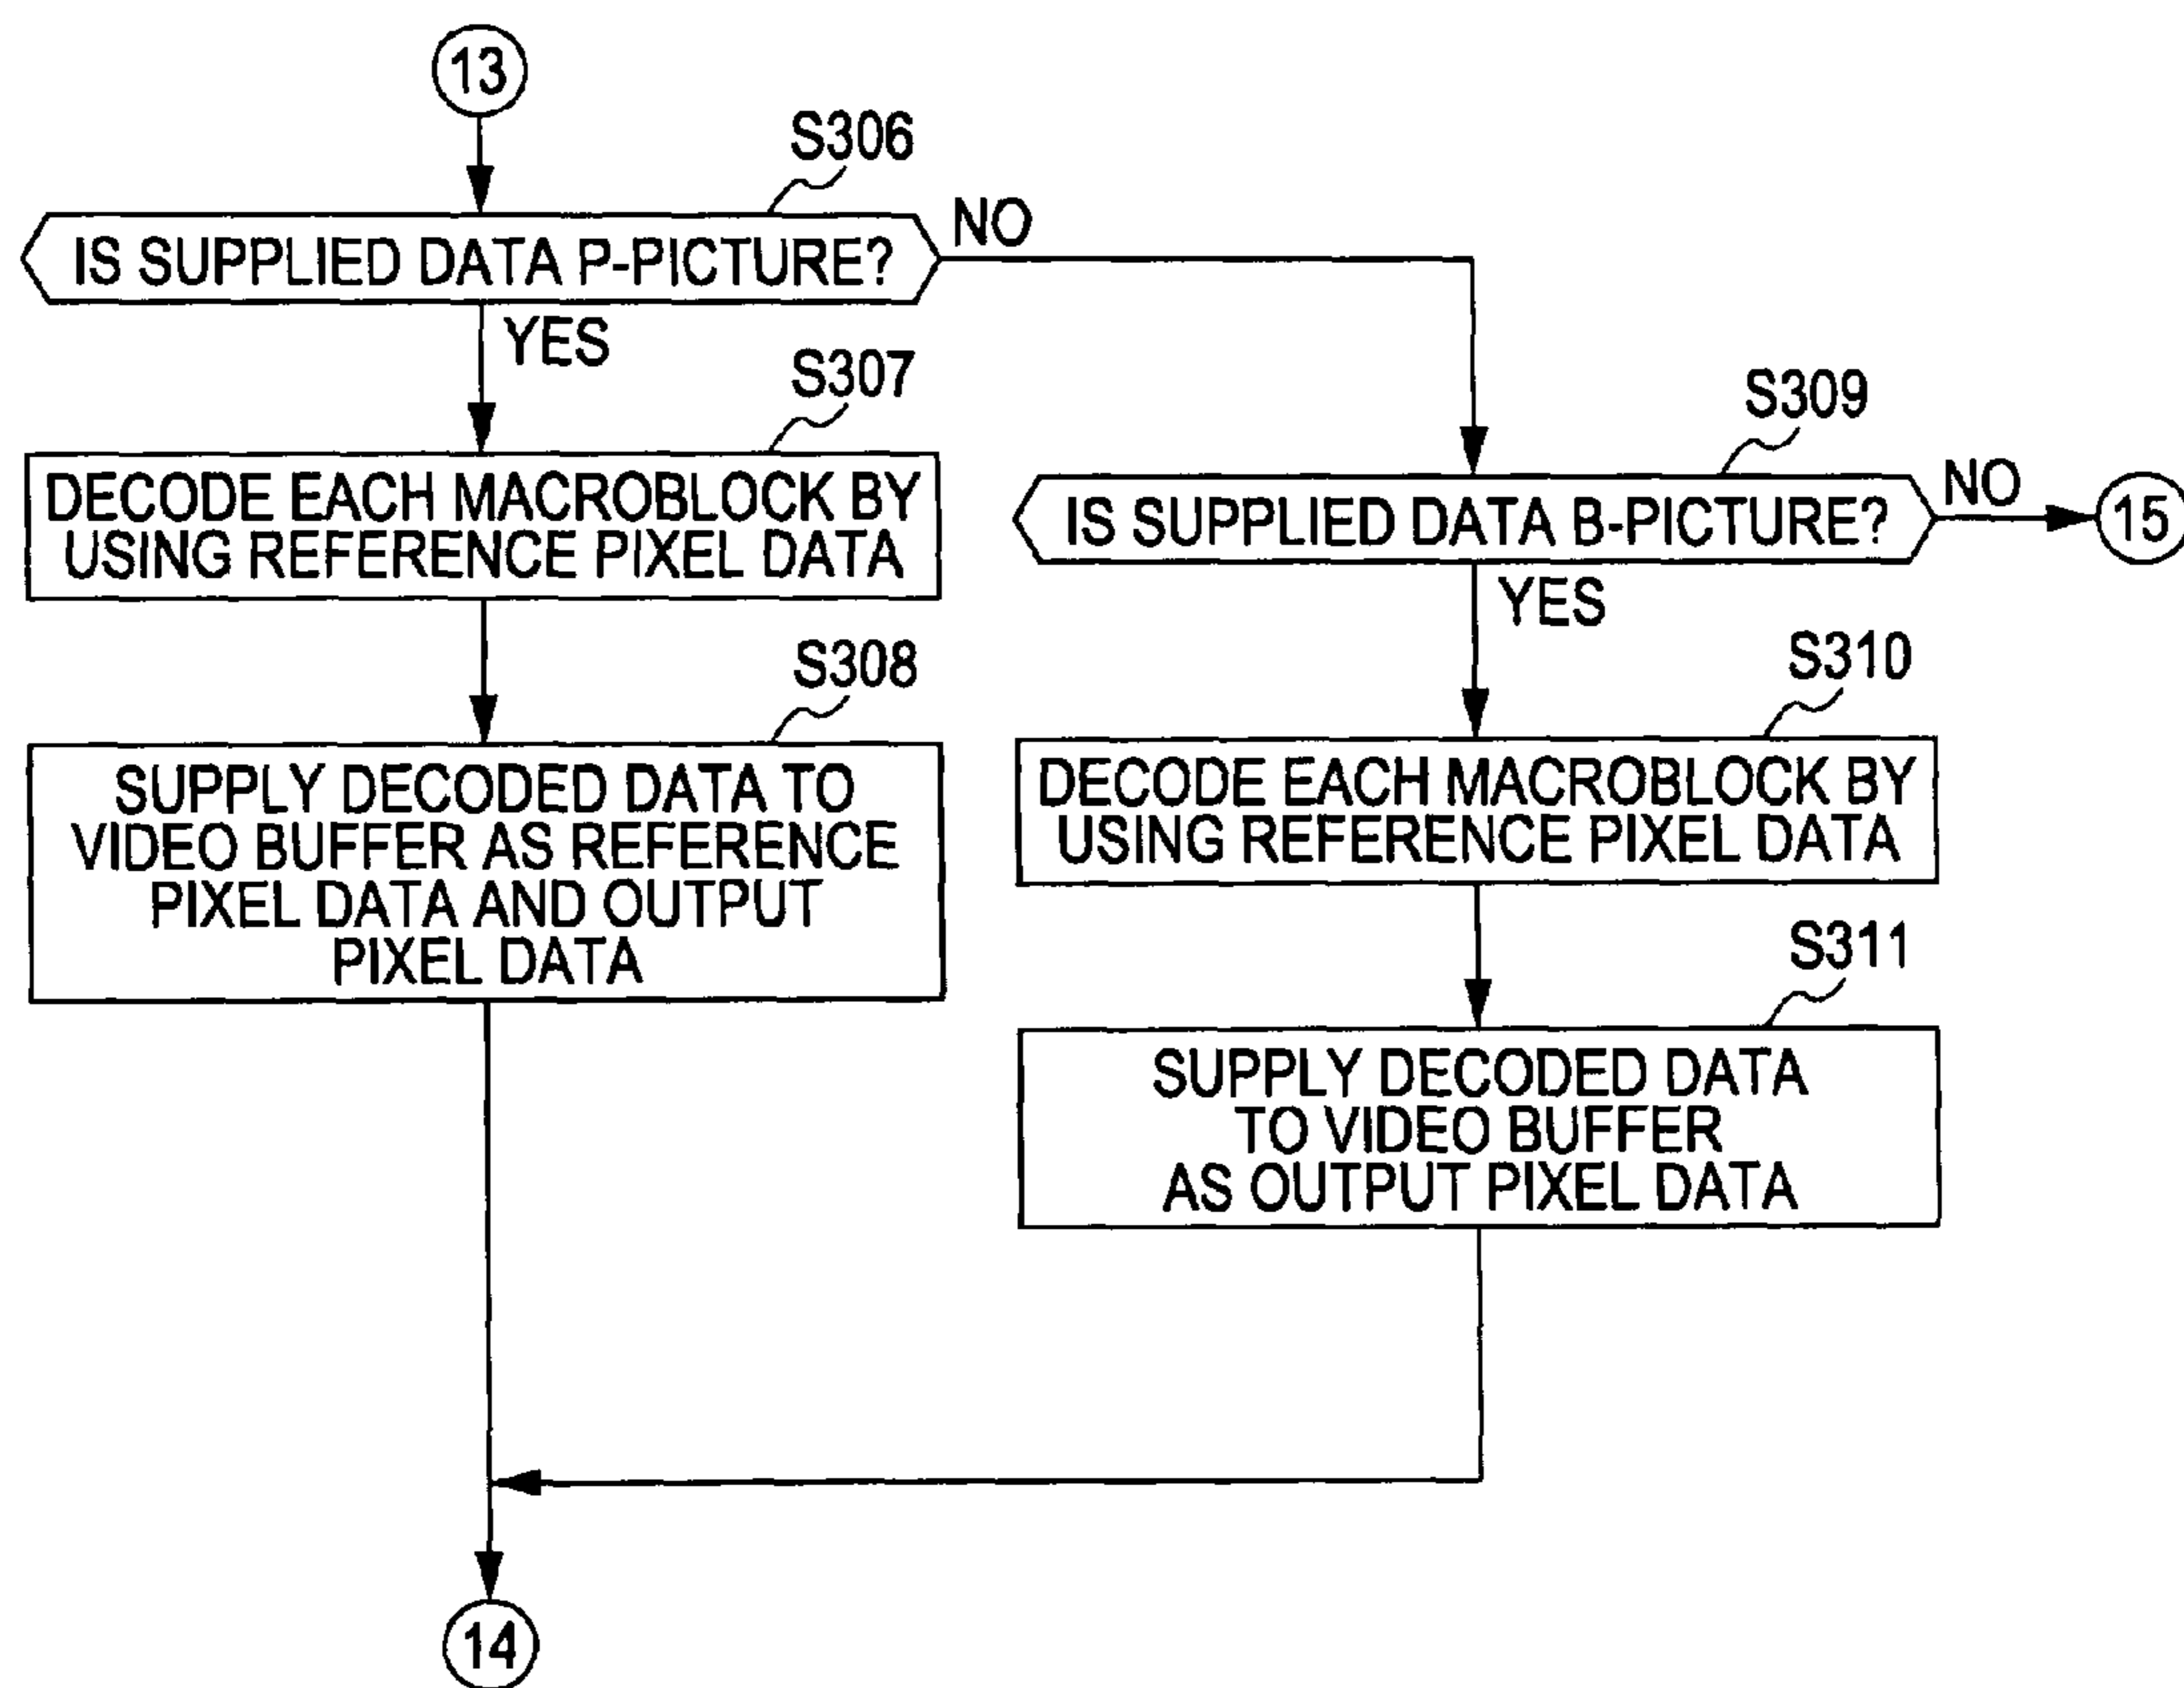 13
S306
IS SUPPLIED DATA P-PICTURE?
NO
YES
S307
DECODE EACH MACROBLOCK BY
USING REFERENCE PIXEL DATA
S308
SUPPLY DECODED DATA TO
VIDEO BUFFER AS REFERENCE
PIXEL DATA AND OUTPUT
PIXEL DATA
S309
IS SUPPLIED DATA B-PICTURE?
NO
15
YES
S310
DECODE EACH MACROBLOCK BY
USING REFERENCE PIXEL DATA
S311
SUPPLY DECODED DATA
TO VIDEO BUFFER
AS OUTPUT PIXEL DATA
14